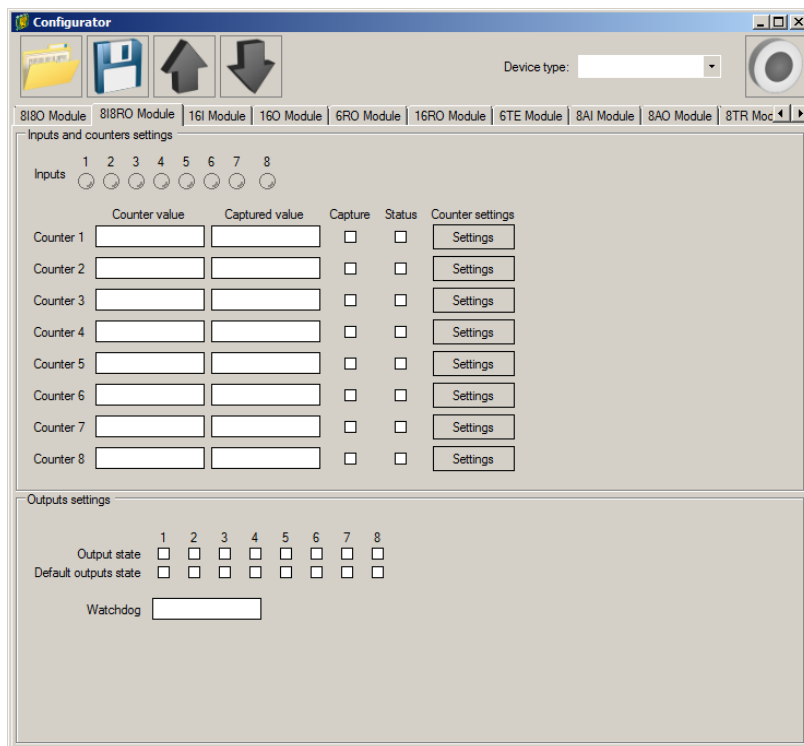 Configurator
Device type:
8I8O Module 8I8RO Module 16I Module 16O Module 6RO Module 16RO Module 6TE Module 8AI Module 8AO Module 8TR Mod
Inputs and counters settings
1 2 3 4 5 6 7 8
Inputs
Counter value Captured value Capture Status Counter settings
Counter 1 Settings
Counter 2 Settings
Counter 3 Settings
Counter 4 Settings
Counter 5 Settings
Counter 6 Settings
Counter 7 Settings
Counter 8 Settings
Outputs settings
1 2 3 4 5 6 7 8
Output state
Default outputs state
Watchdog